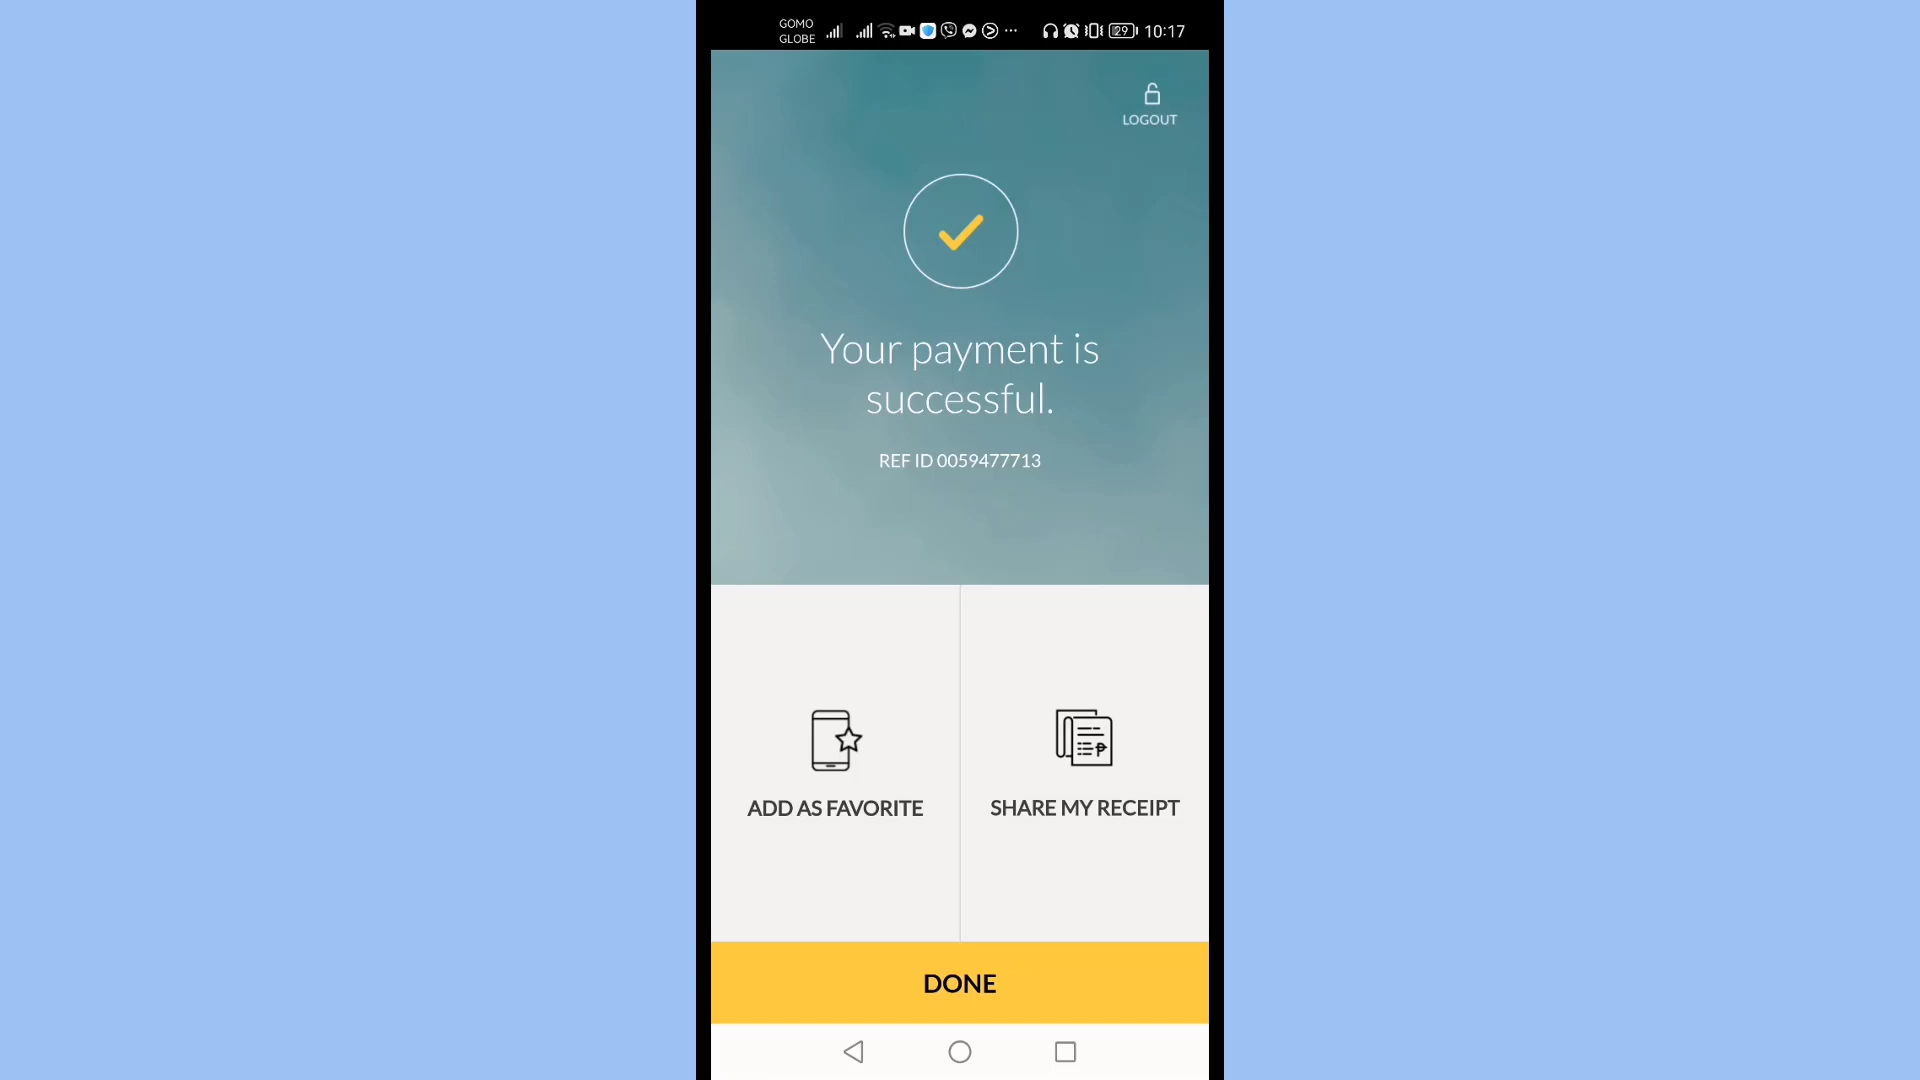 GOMO
GLOBE
29
10:17
LOGOUT
Your payment is
successful.
REF ID 0059477713
ADD AS FAVORITE
SHARE MY RECEIPT
DONE